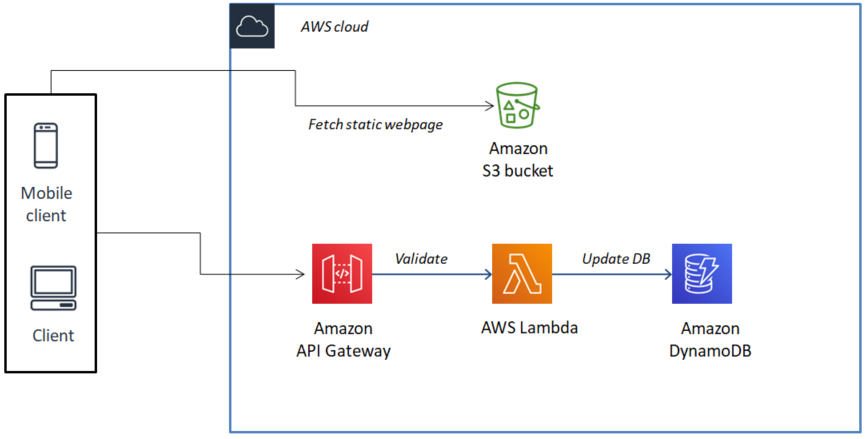 AWS cloud
Fetch static webpage
Amazon
S3 bucket
Mobile
client
Client
Validate
Update DB
Amazon
API Gateway
AWS Lambda
Amazon
DynamoDB